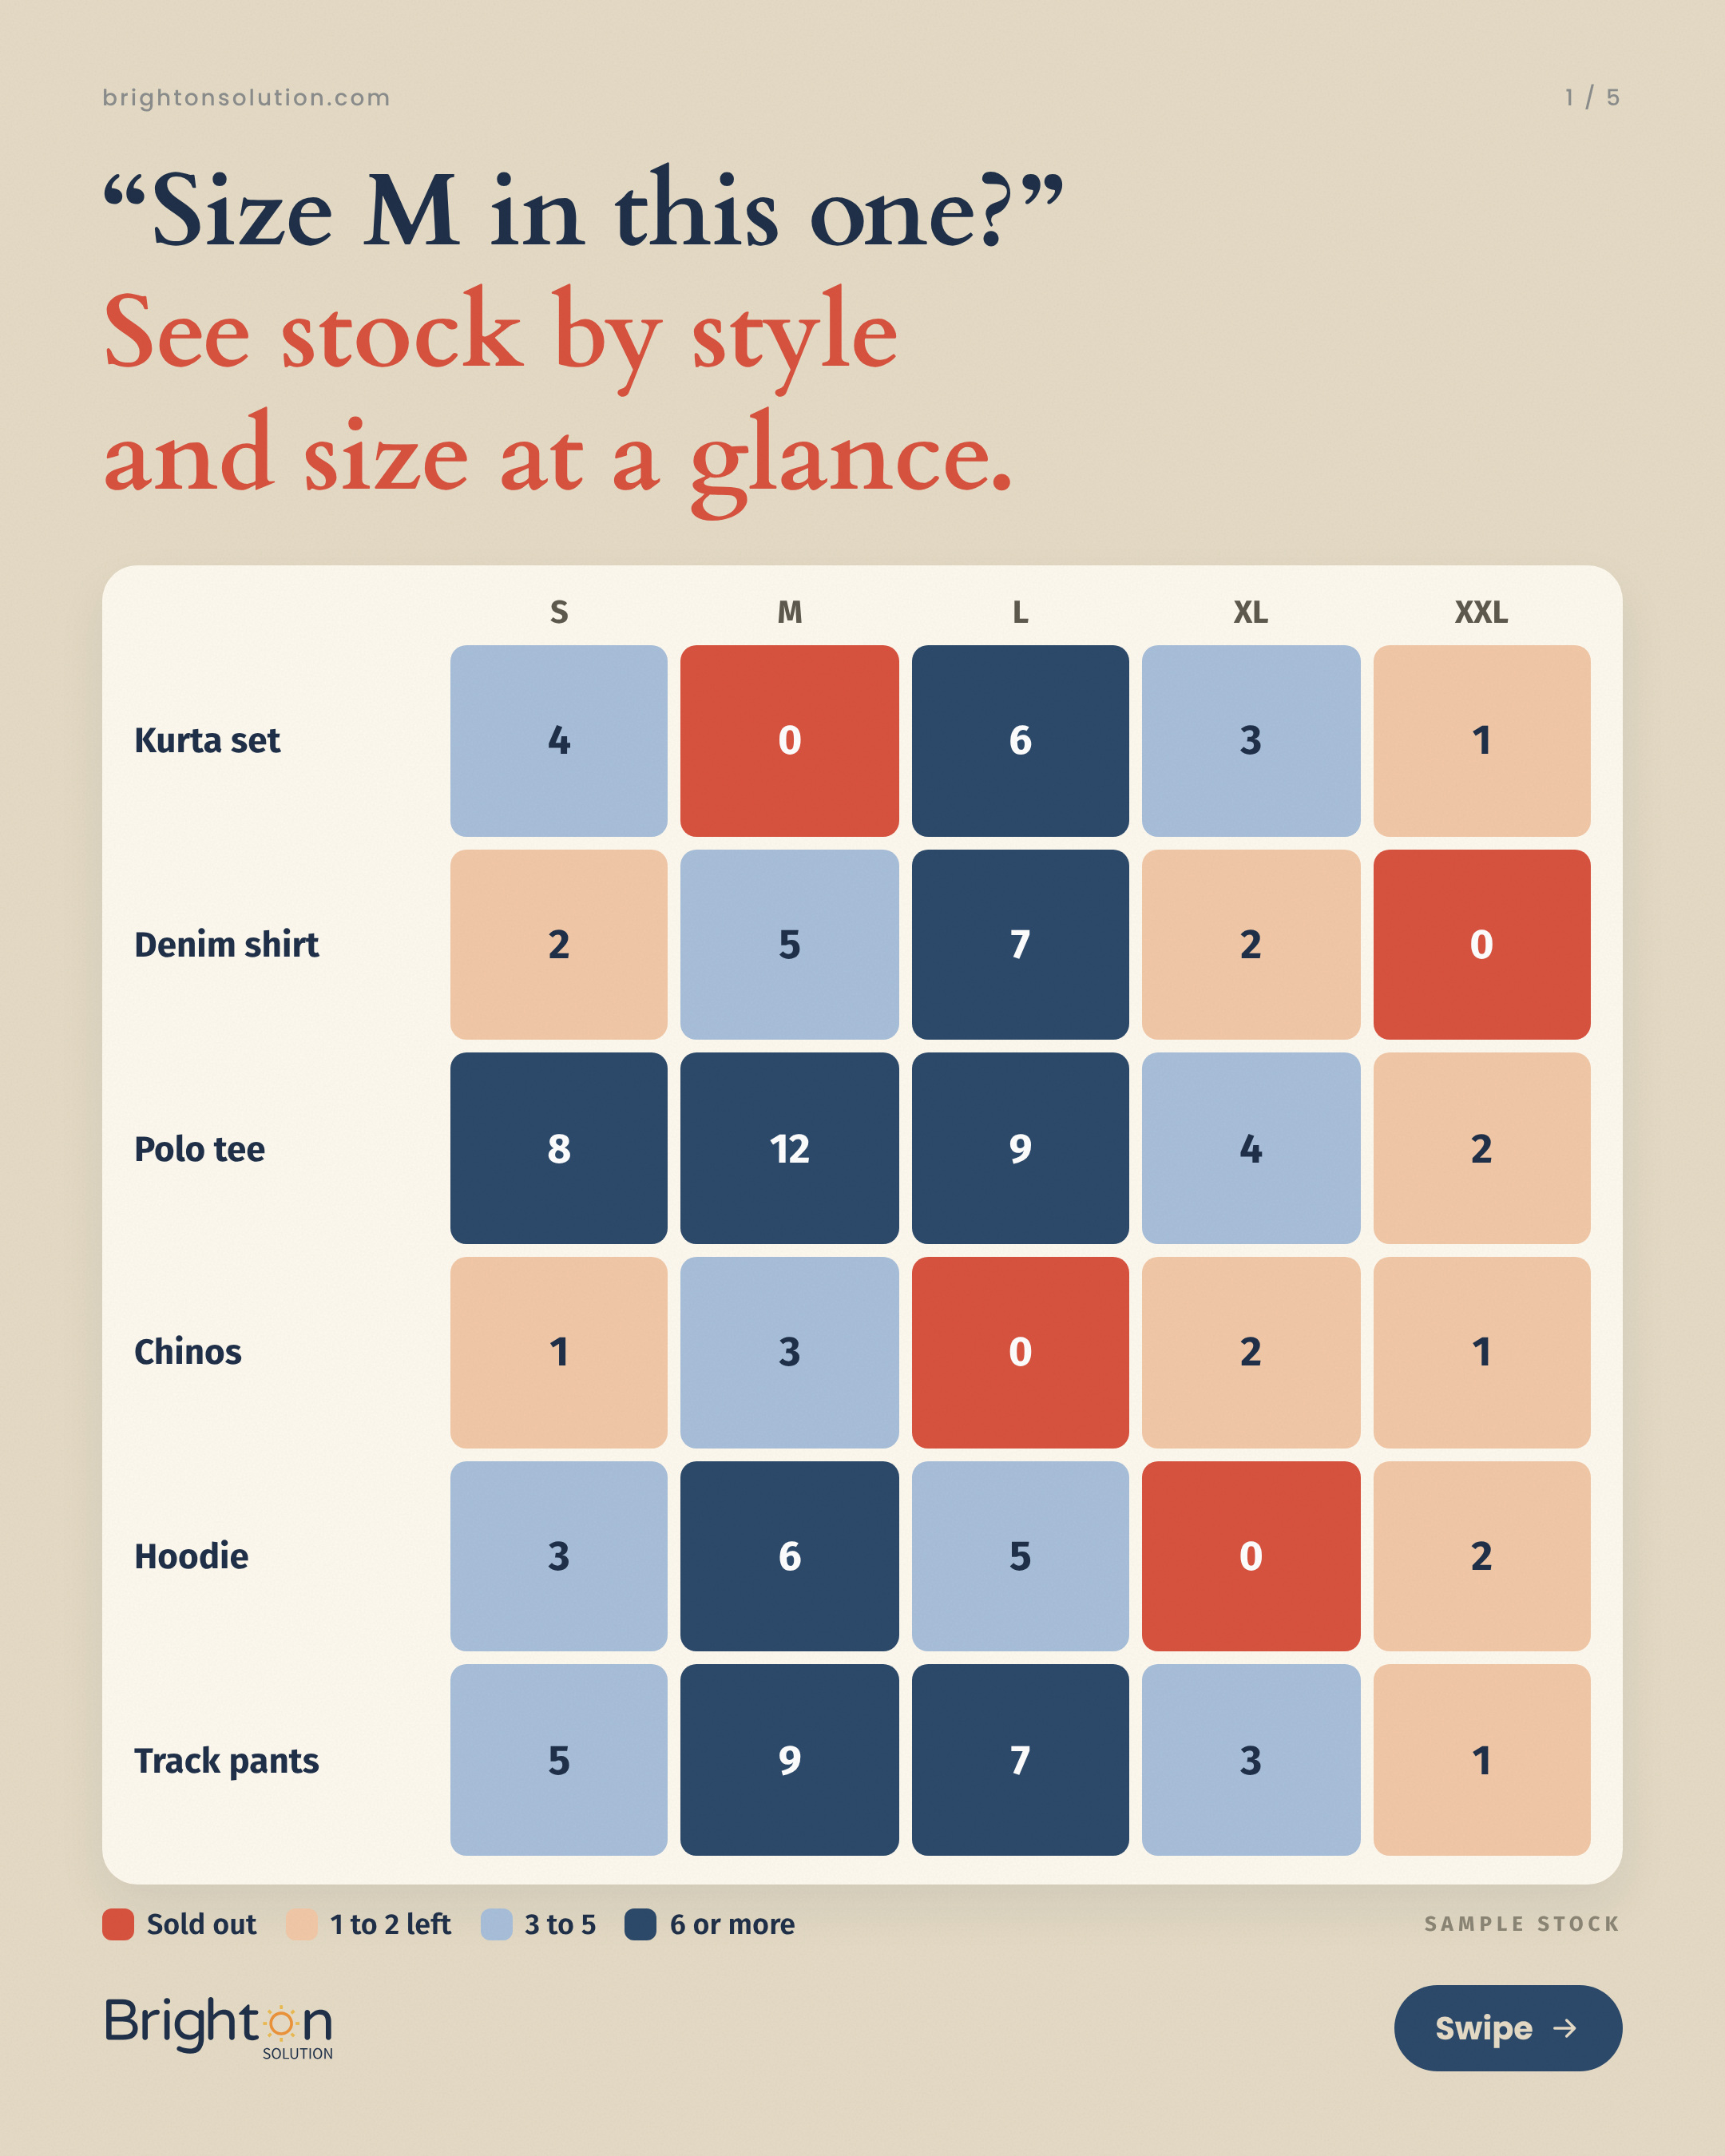 brightonsolution.com
1 / 5
“Size M in this one?”
See stock by style
and size at a glance.
S M L XL XXL
Kurta set 4 0 6 3 1
Denim shirt 2 5 7 2 0
Polo tee 8 12 9 4 2
Chinos 1 3 0 2 1
Hoodie 3 6 5 0 2
Track pants 5 9 7 3 1
Sold out 1 to 2 left 3 to 5 6 or more
SAMPLE STOCK
Brighton
SOLUTION
Swipe →